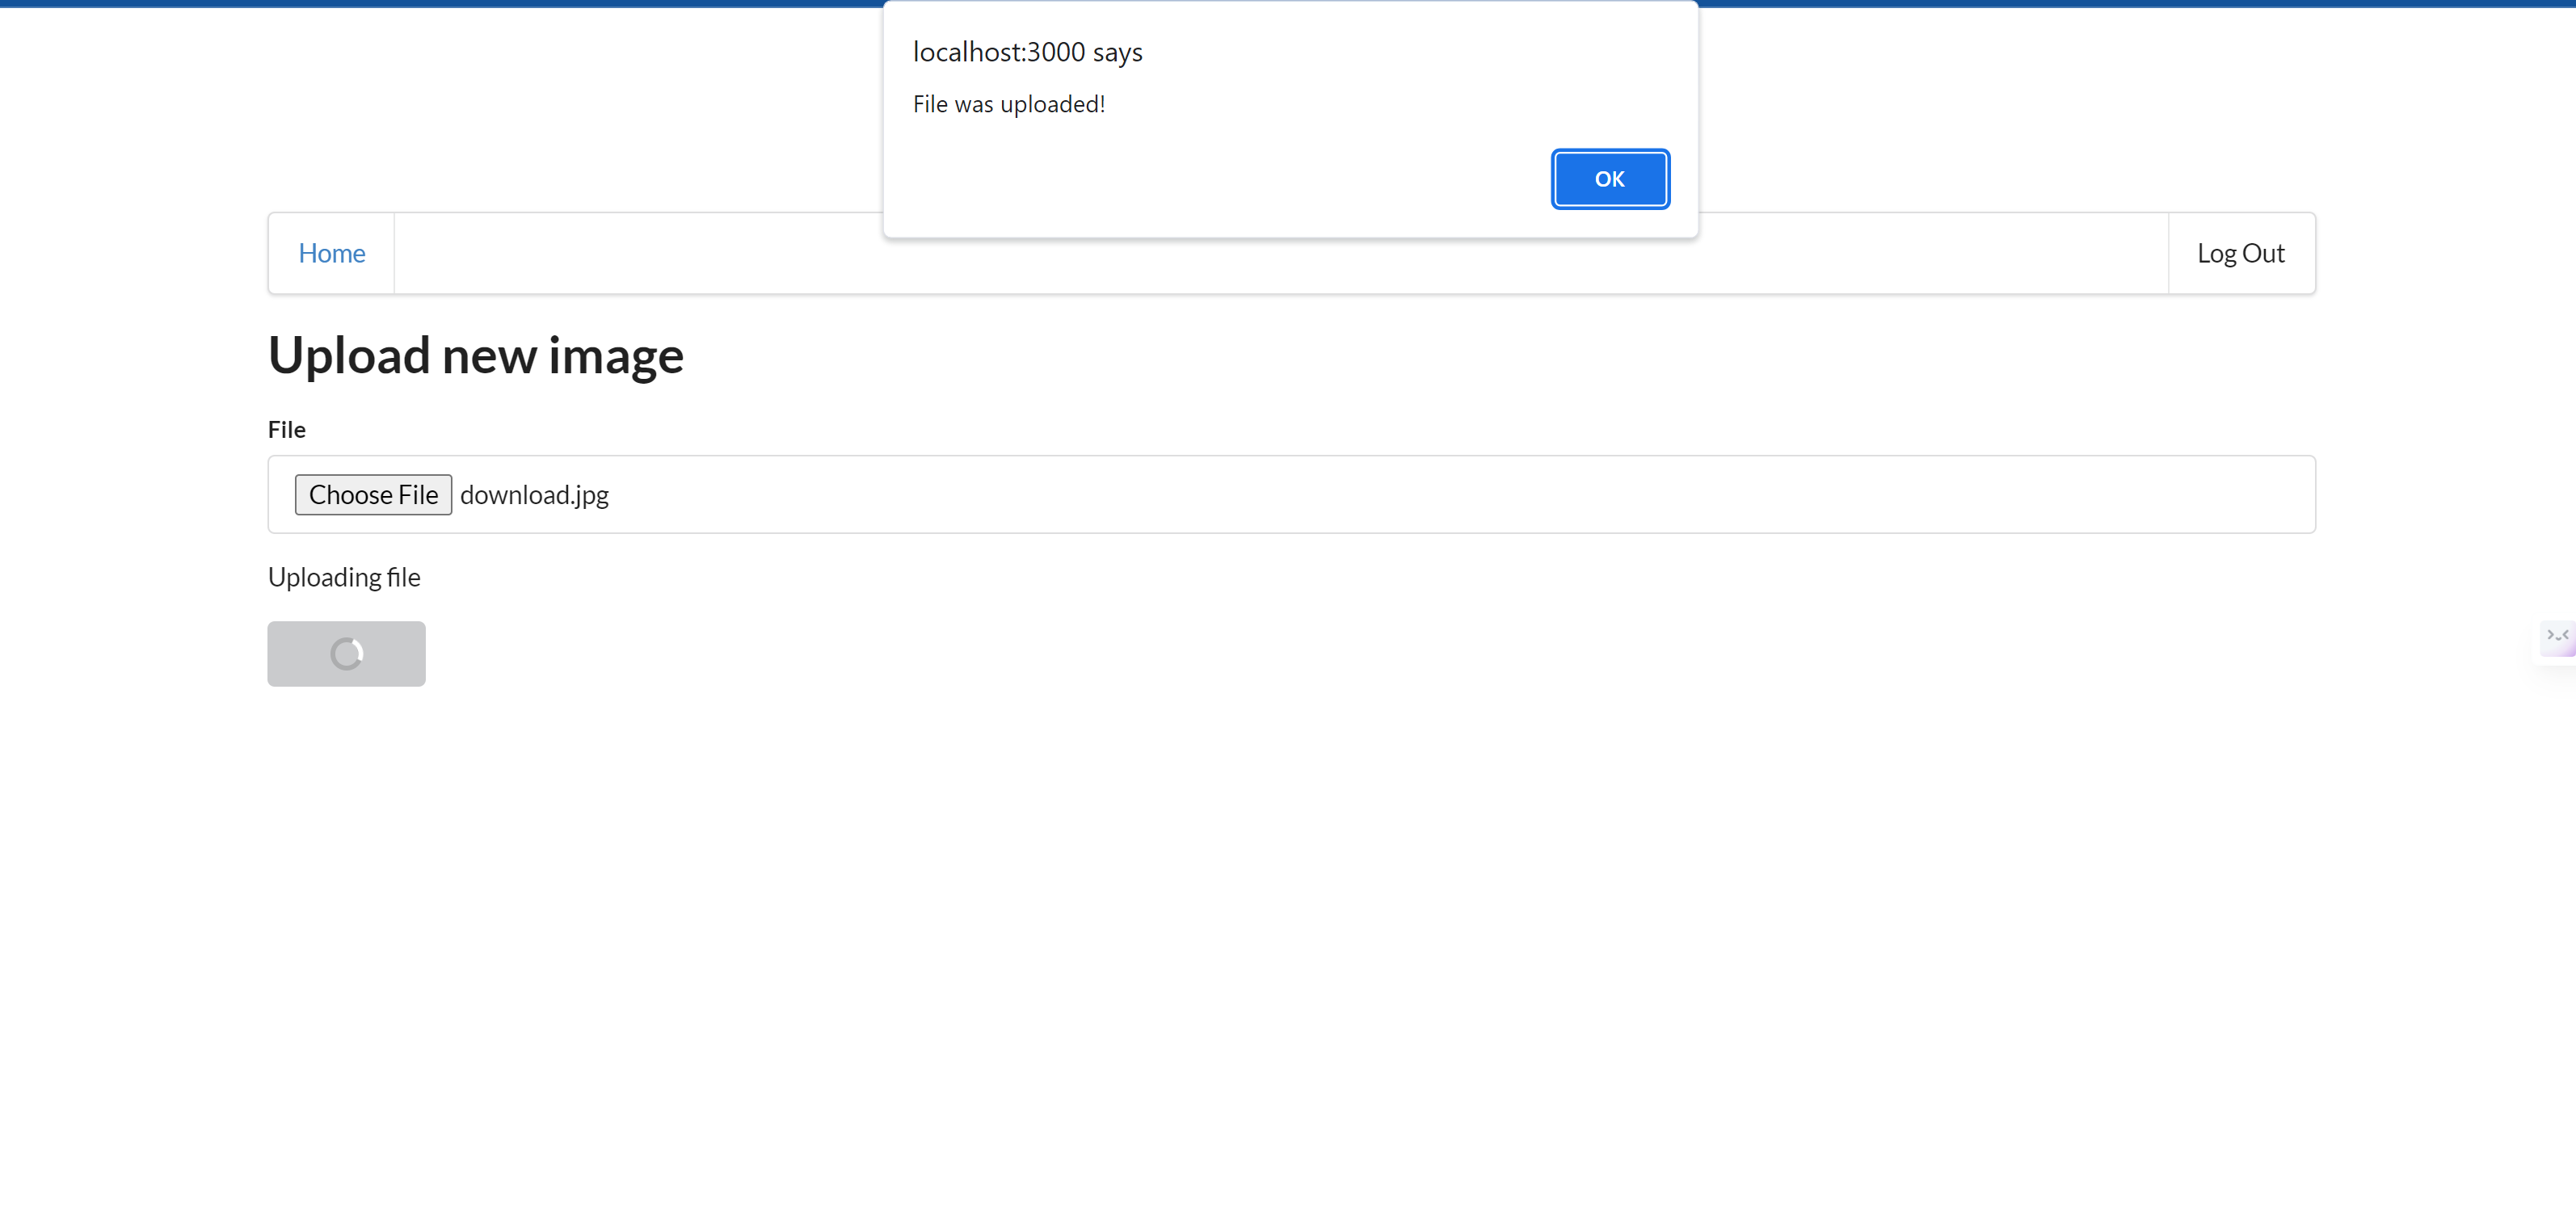 localhost:3000 says
File was uploaded!
OK
Home
Log Out
Upload new image
File
Choose File download.jpg
Uploading file